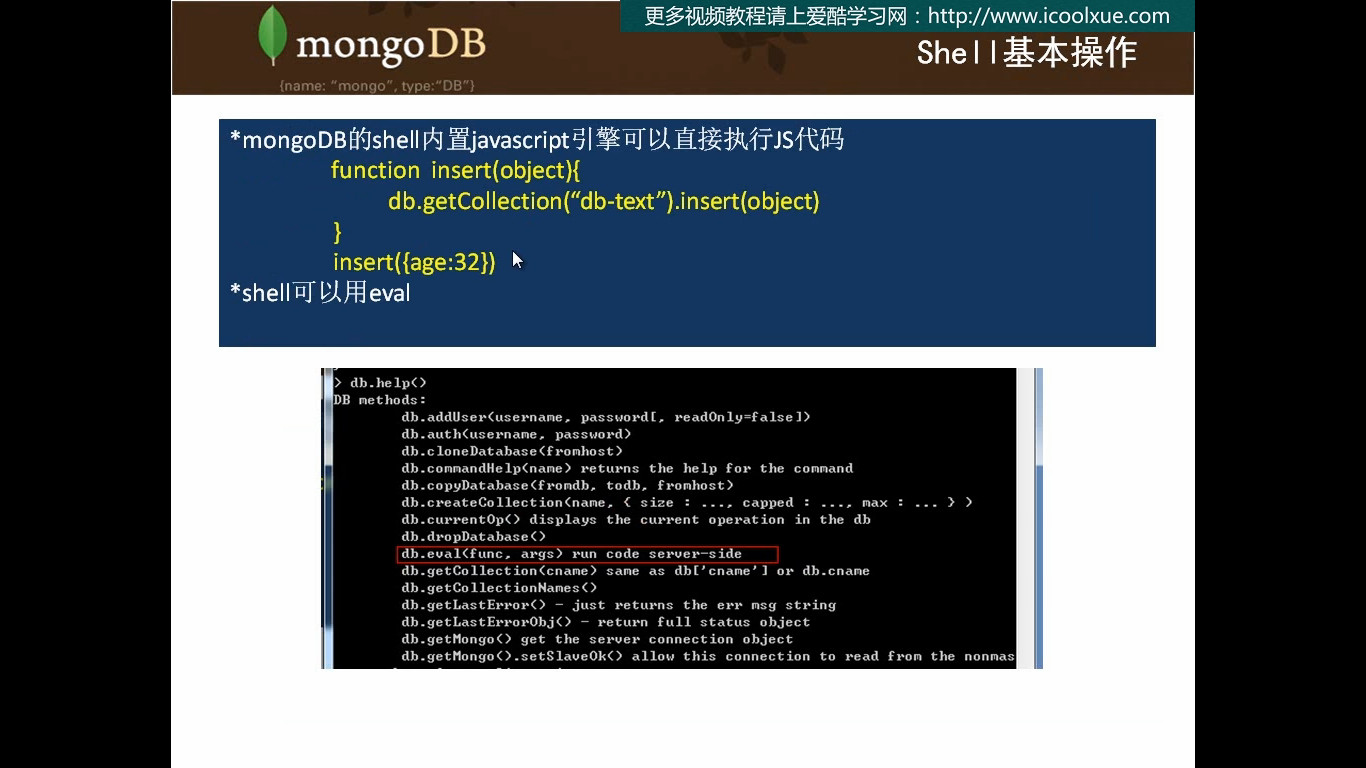 更多视频教程请上爱酷学习网：http://www.icoolxue.com
mongoDB
Shell基本操作
{name: “mongo”, type:“DB”}
*mongoDB的shell内置javascript引擎可以直接执行JS代码
function insert(object){
db.getCollection(“db-text”).insert(object)
}
insert({age:32})
*shell可以用eval
> db.help()
DB methods:
db.addUser(username, password[, readOnly=false])
db.auth(username, password)
db.cloneDatabase(fromhost)
db.commandHelp(name) returns the help for the command
db.copyDatabase(fromdb, todb, fromhost)
db.createCollection(name, { size : ..., capped : ..., max : ... } )
db.currentOp() displays the current operation in the db
db.dropDatabase()
db.eval(func, args) run code server-side
db.getCollection(cname) same as db['cname'] or db.cname
db.getCollectionNames()
db.getLastError() - just returns the err msg string
db.getLastErrorObj() - return full status object
db.getMongo() get the server connection object
db.getMongo().setSlaveOk() allow this connection to read from the nonmas